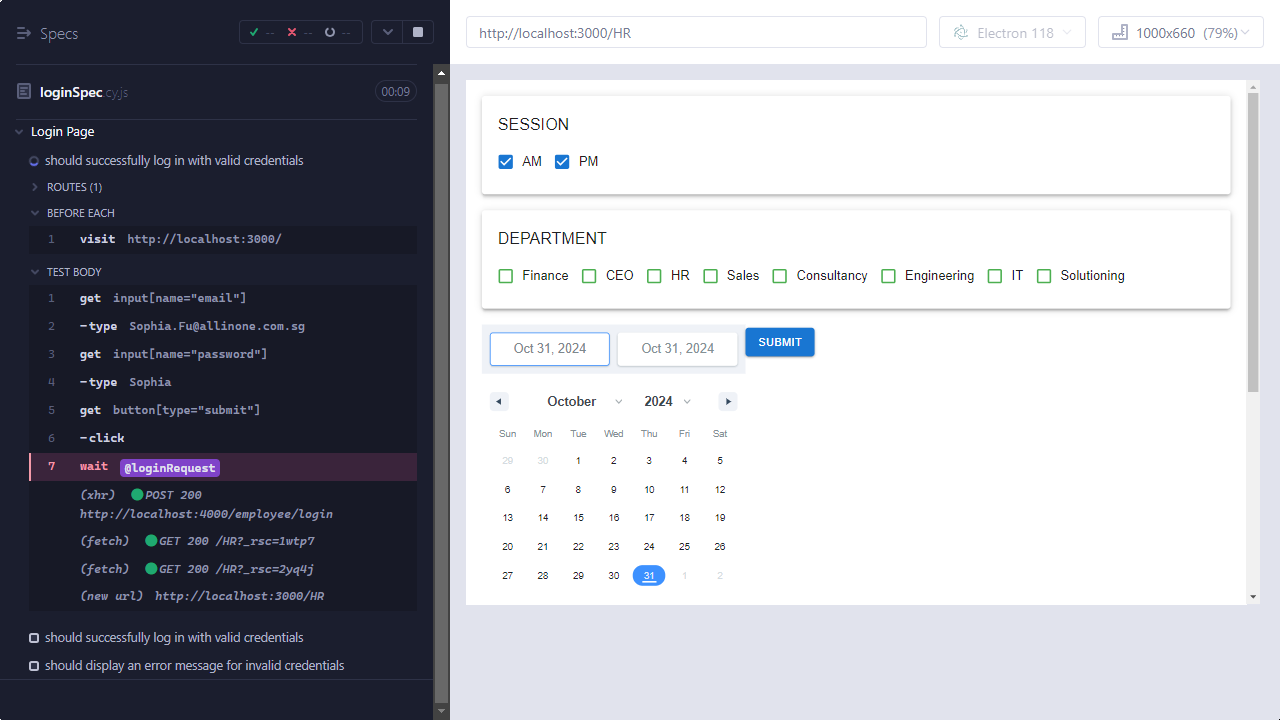 Specs
-- -- --
loginSpec.cy.js
00:09
Login Page
should successfully log in with valid credentials
ROUTES (1)
BEFORE EACH
1 visit http://localhost:3000/
TEST BODY
1 get input[name="email"]
2 -type Sophia.Fu@allinone.com.sg
3 get input[name="password"]
4 -type Sophia
5 get button[type="submit"]
6 -click
7 wait @loginRequest
(xhr) POST 200
http://localhost:4000/employee/login
(fetch) GET 200 /HR?_rsc=1wtp7
(fetch) GET 200 /HR?_rsc=2yq4j
(new url) http://localhost:3000/HR
should successfully log in with valid credentials
should display an error message for invalid credentials
http://localhost:3000/HR
Electron 118
1000x660 (79%)
SESSION
AM PM
DEPARTMENT
Finance CEO HR Sales Consultancy Engineering IT Solutioning
Oct 31, 2024 Oct 31, 2024 SUBMIT
October 2024
Sun Mon Tue Wed Thu Fri Sat
29 30 1 2 3 4 5
6 7 8 9 10 11 12
13 14 15 16 17 18 19
20 21 22 23 24 25 26
27 28 29 30 31 1 2